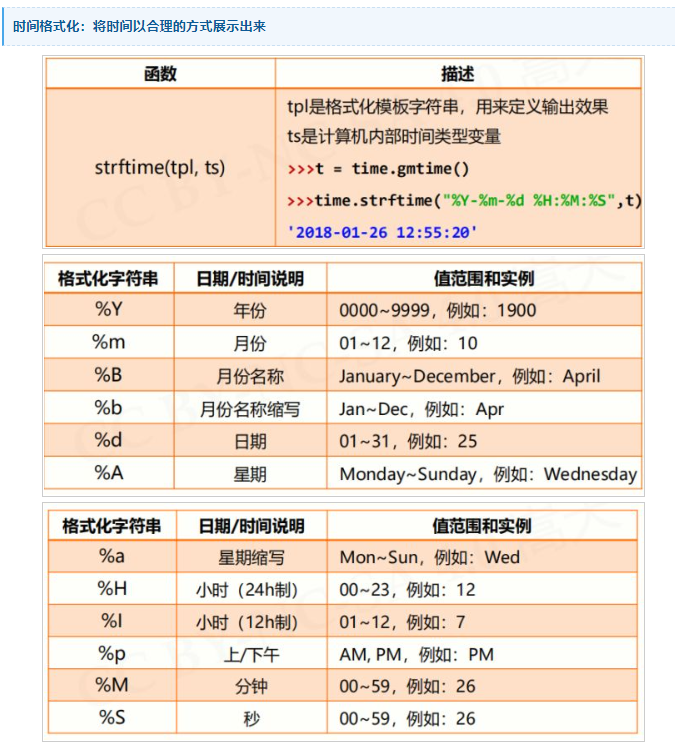 时间格式化：将时间以合理的方式展示出来
函数 描述
strftime(tpl, ts)
tpl是格式化模板字符串，用来定义输出效果
ts是计算机内部时间类型变量
>>>t = time.gmtime()
>>>time.strftime("%Y-%m-%d %H:%M:%S",t)
'2018-01-26 12:55:20'
格式化字符串 日期/时间说明 值范围和实例
%Y 年份 0000~9999，例如：1900
%m 月份 01~12，例如：10
%B 月份名称 January~December，例如：April
%b 月份名称缩写 Jan~Dec，例如：Apr
%d 日期 01~31，例如：25
%A 星期 Monday~Sunday，例如：Wednesday
格式化字符串 日期/时间说明 值范围和实例
%a 星期缩写 Mon~Sun，例如：Wed
%H 小时（24h制） 00~23，例如：12
%I 小时（12h制） 01~12，例如：7
%p 上/下午 AM, PM，例如：PM
%M 分钟 00~59，例如：26
%S 秒 00~59，例如：26